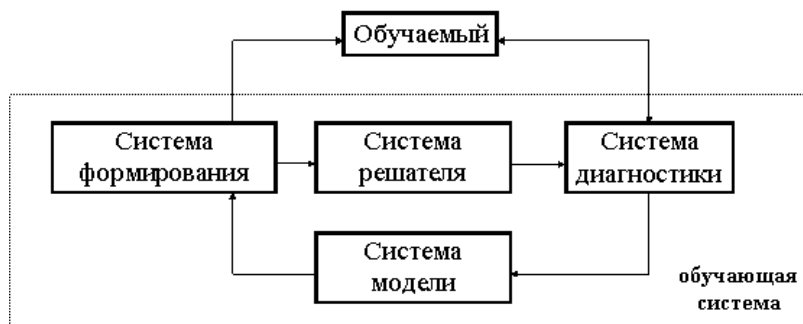 Обучаемый
Система
формирования
Система
решателя
Система
диагностики
Система
модели
обучающая
система